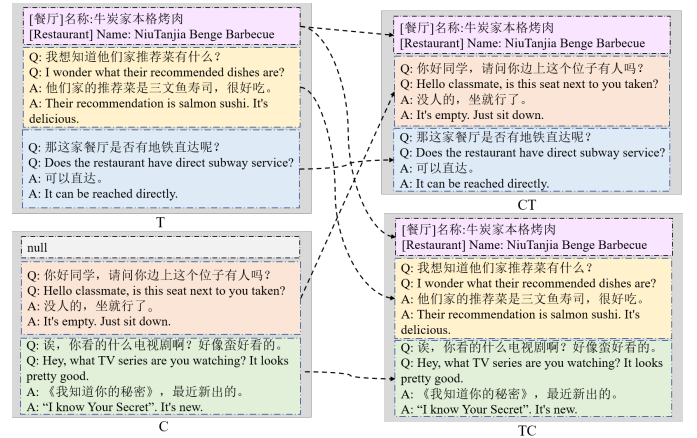 [餐厅]名称:牛炭家本格烤肉
[Restaurant] Name: NiuTanjia Benge Barbecue
Q: 我想知道他们家推荐菜有什么?
Q: I wonder what their recommended dishes are?
A: 他们家的推荐菜是三文鱼寿司，很好吃。
A: Their recommendation is salmon sushi. It's
delicious.
Q: 那这家餐厅是否有地铁直达呢?
Q: Does the restaurant have direct subway service?
A: 可以直达。
A: It can be reached directly.
T
null
Q: 你好同学，请问你边上这个位子有人吗?
Q: Hello classmate, is this seat next to you taken?
A: 没人的，坐就行了。
A: It's empty. Just sit down.
Q: 诶，你看的什么电视剧啊? 好像蛮好看的。
Q: Hey, what TV series are you watching? It looks
pretty good.
A: 《我知道你的秘密》，最近新出的。
A: “I know Your Secret”. It's new.
C
[餐厅]名称:牛炭家本格烤肉
[Restaurant] Name: NiuTanjia Benge Barbecue
Q: 你好同学，请问你边上这个位子有人吗?
Q: Hello classmate, is this seat next to you taken?
A: 没人的，坐就行了。
A: It's empty. Just sit down.
Q: 那这家餐厅是否有地铁直达呢?
Q: Does the restaurant have direct subway service?
A: 可以直达。
A: It can be reached directly.
CT
[餐厅]名称:牛炭家本格烤肉
[Restaurant] Name: NiuTanjia Benge Barbecue
Q: 我想知道他们家推荐菜有什么?
Q: I wonder what their recommended dishes are?
A: 他们家的推荐菜是三文鱼寿司，很好吃。
A: Their recommendation is salmon sushi. It's
delicious.
Q: 诶，你看的什么电视剧啊? 好像蛮好看的。
Q: Hey, what TV series are you watching? It looks
pretty good.
A: 《我知道你的秘密》，最近新出的。
A: “I know Your Secret”. It's new.
TC